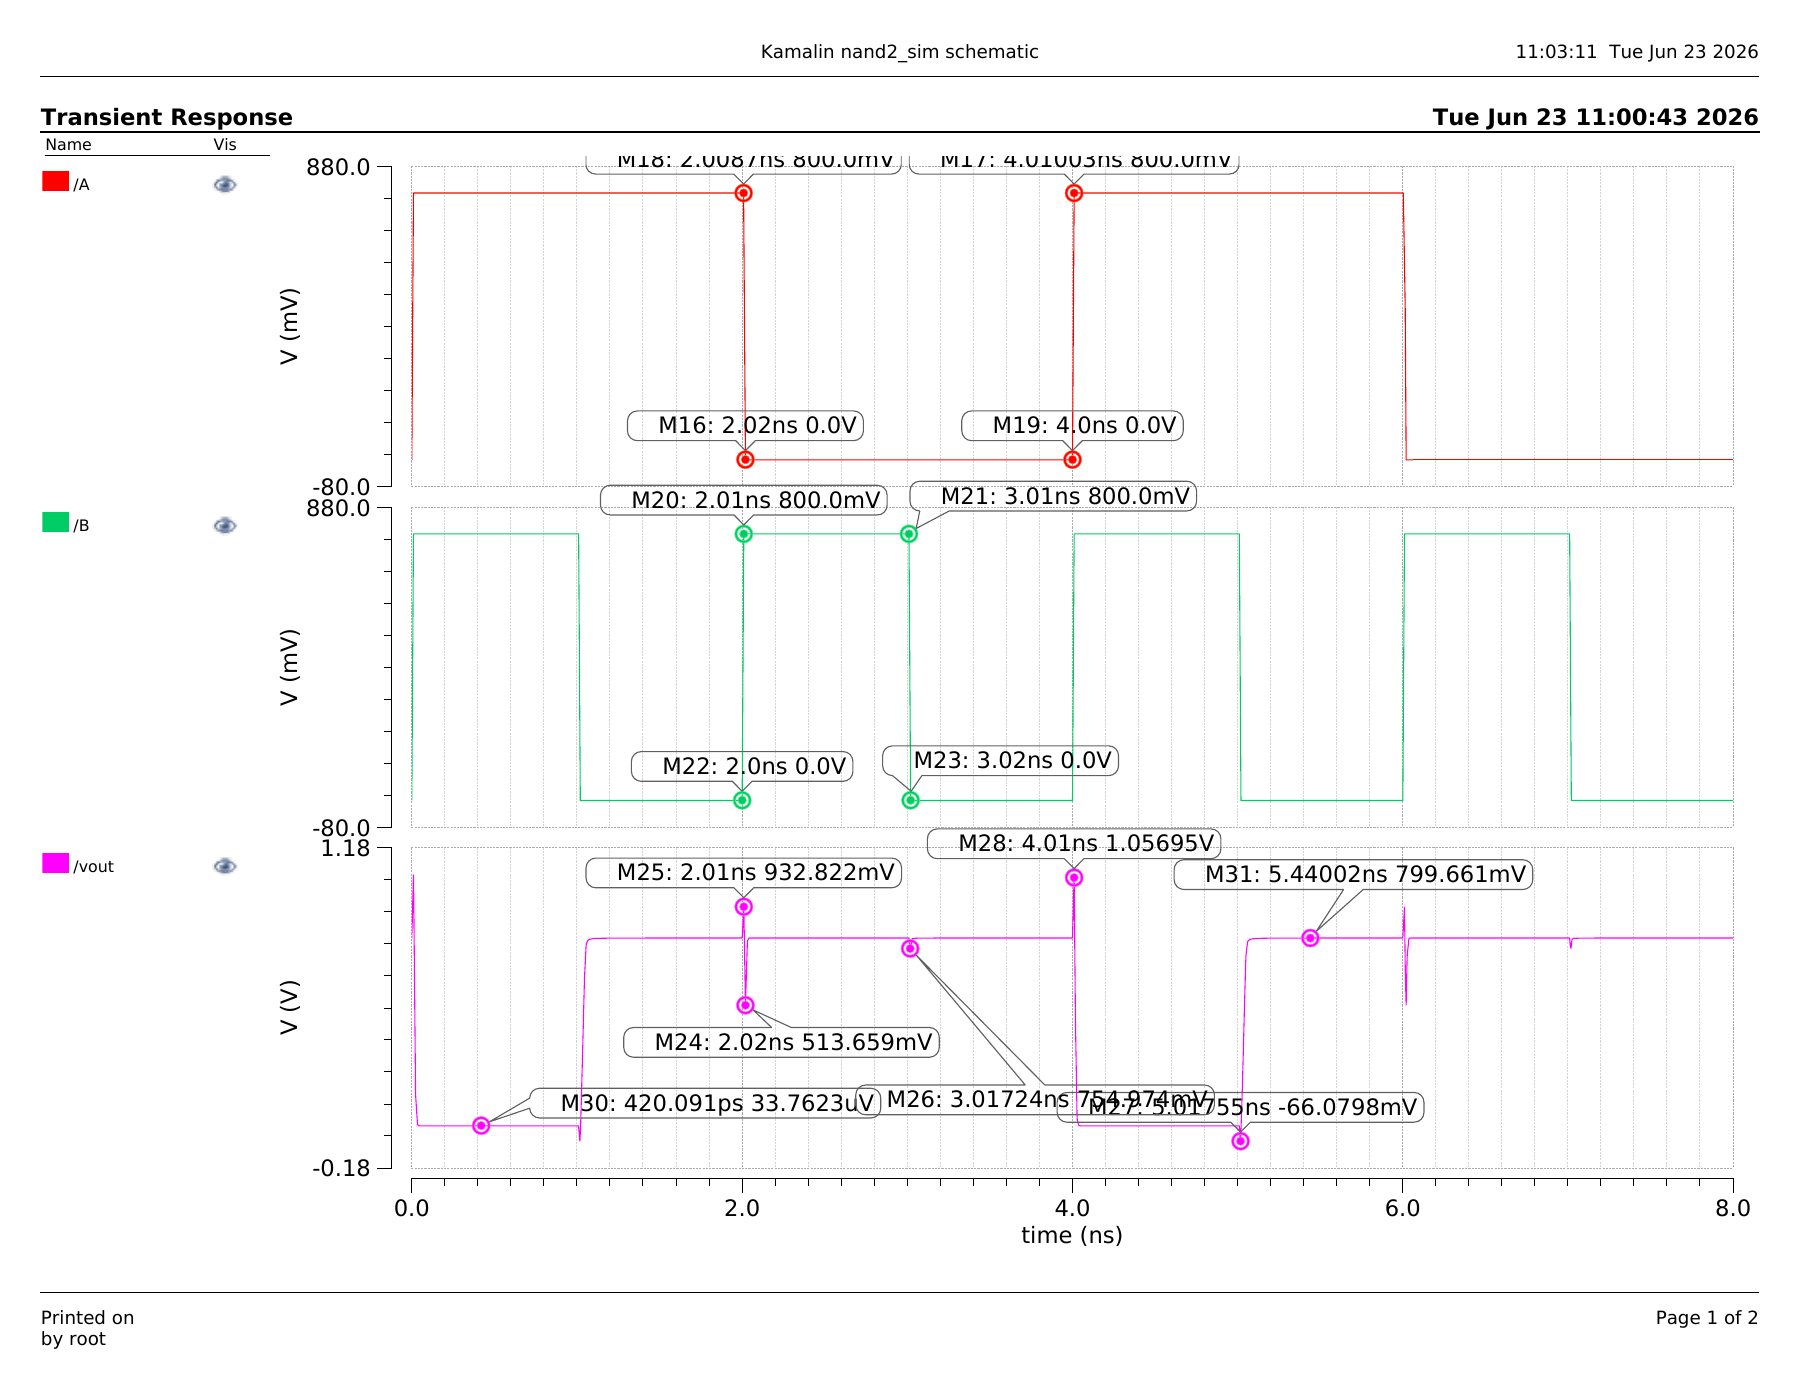 Kamalin nand2_sim schematic
11:03:11 Tue Jun 23 2026
Transient Response
Tue Jun 23 11:00:43 2026
Name Vis
/A
880.0
V (mV)
-80.0
M18: 2.0087ns 800.0mV
M17: 4.01003ns 800.0mV
M16: 2.02ns 0.0V
M19: 4.0ns 0.0V
/B
880.0
V (mV)
-80.0
M20: 2.01ns 800.0mV
M21: 3.01ns 800.0mV
M22: 2.0ns 0.0V
M23: 3.02ns 0.0V
/vout
1.18
V (V)
-0.18
M28: 4.01ns 1.05695V
M25: 2.01ns 932.822mV
M31: 5.44002ns 799.661mV
M24: 2.02ns 513.659mV
M30: 420.091ps 33.7623uV
M26: 3.01724ns 754.974mV
M27: 5.01755ns -66.0798mV
0.0 2.0 4.0 6.0 8.0
time (ns)
Printed on
by root
Page 1 of 2